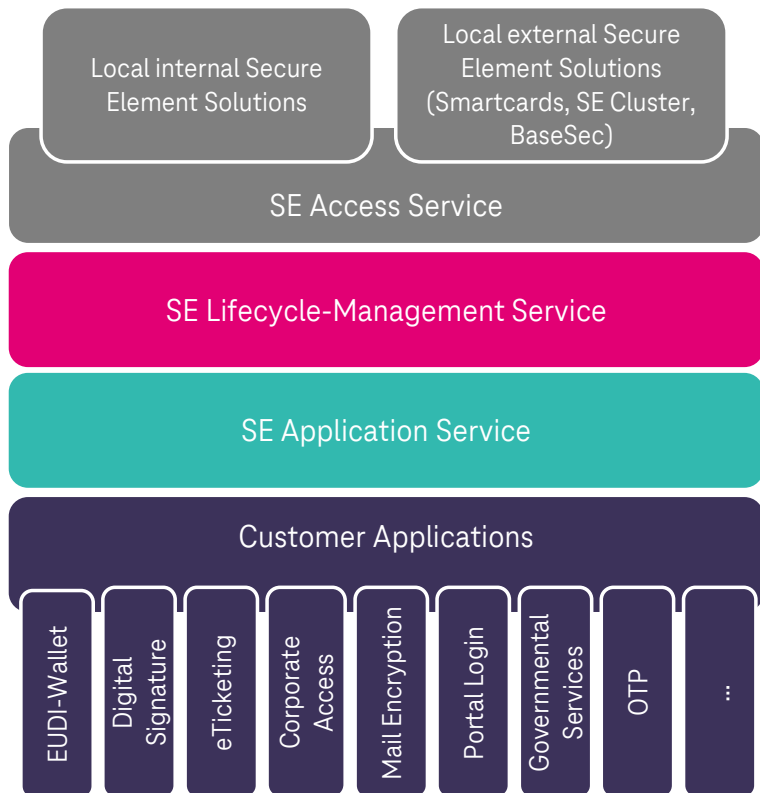 Local internal Secure
Element Solutions
Local external Secure
Element Solutions
(Smartcards, SE Cluster,
BaseSec)
SE Access Service
SE Lifecycle-Management Service
SE Application Service
Customer Applications
EUDI-Wallet
Digital
Signature
eTicketing
Corporate
Access
Mail Encryption
Portal Login
Governmental
Services
OTP
...